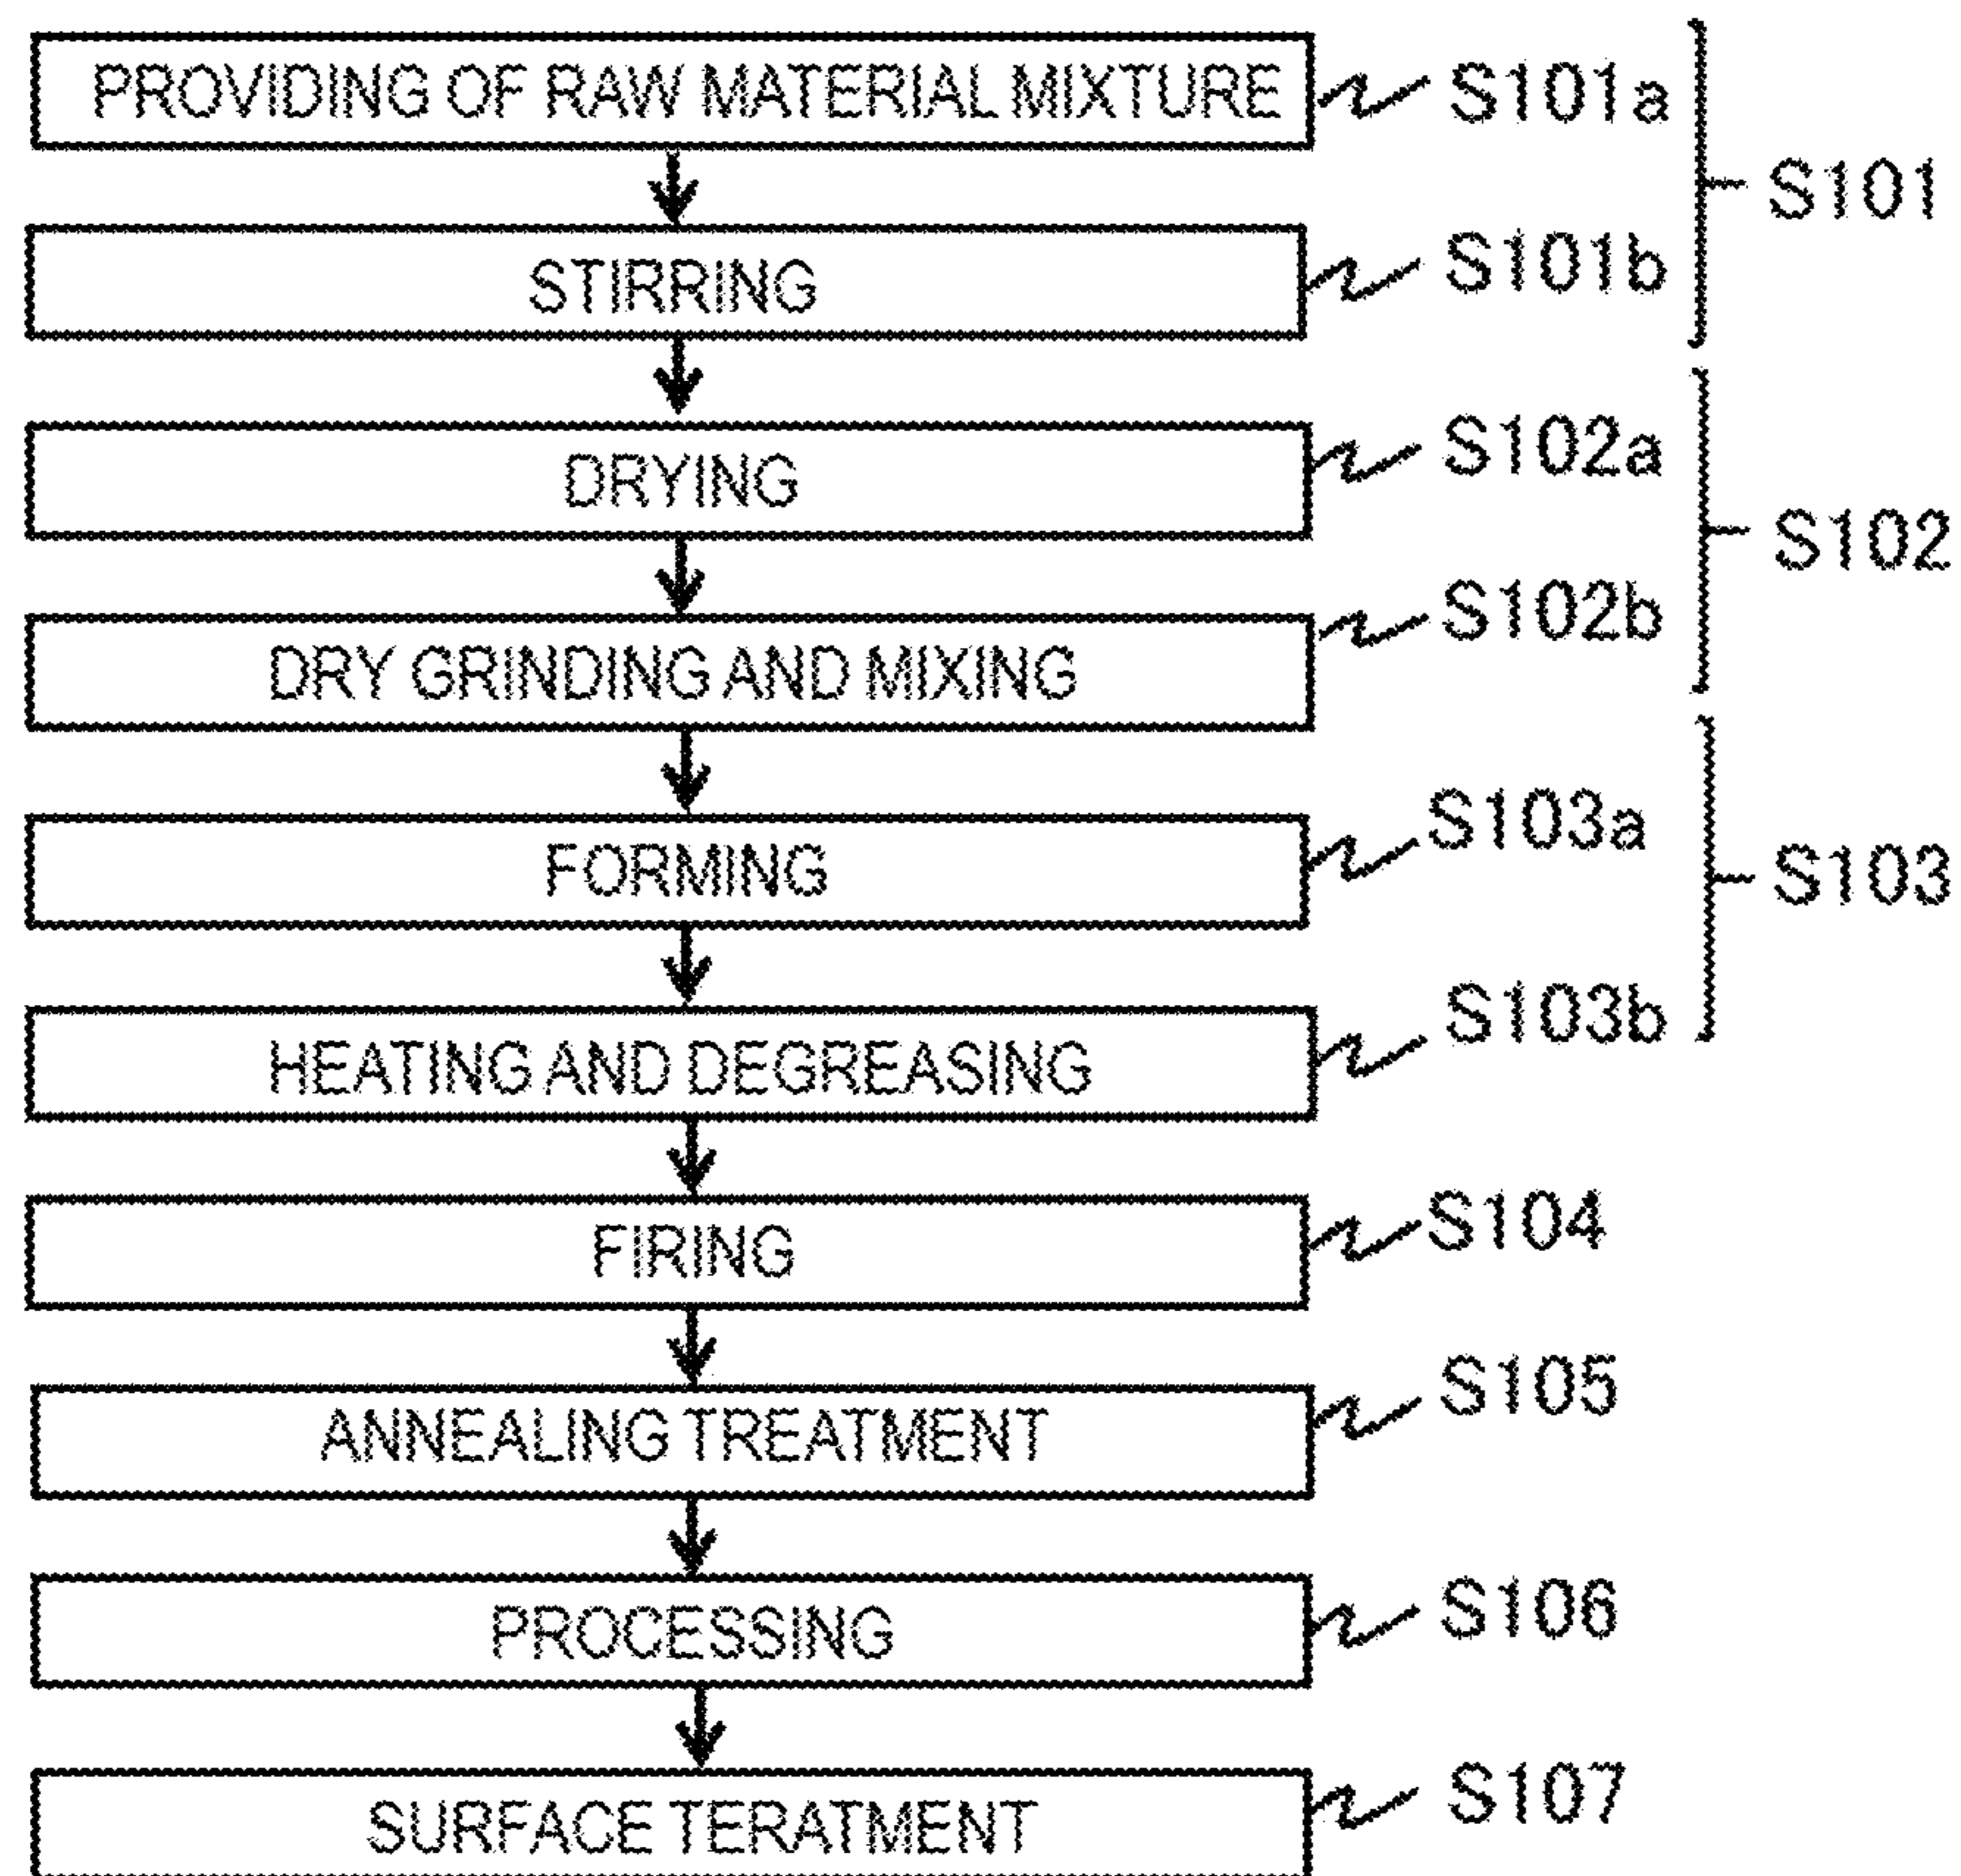 PROVIDING OF RAW MATERIAL MIXTURE S101a
S101
STIRRING S101b
DRYING S102a
S102
DRY GRINDING AND MIXING S102b
FORMING S103a
S103
HEATING AND DEGREASING S103b
FIRING S104
ANNEALING TREATMENT S105
PROCESSING S106
SURFACE TERATMENT S107